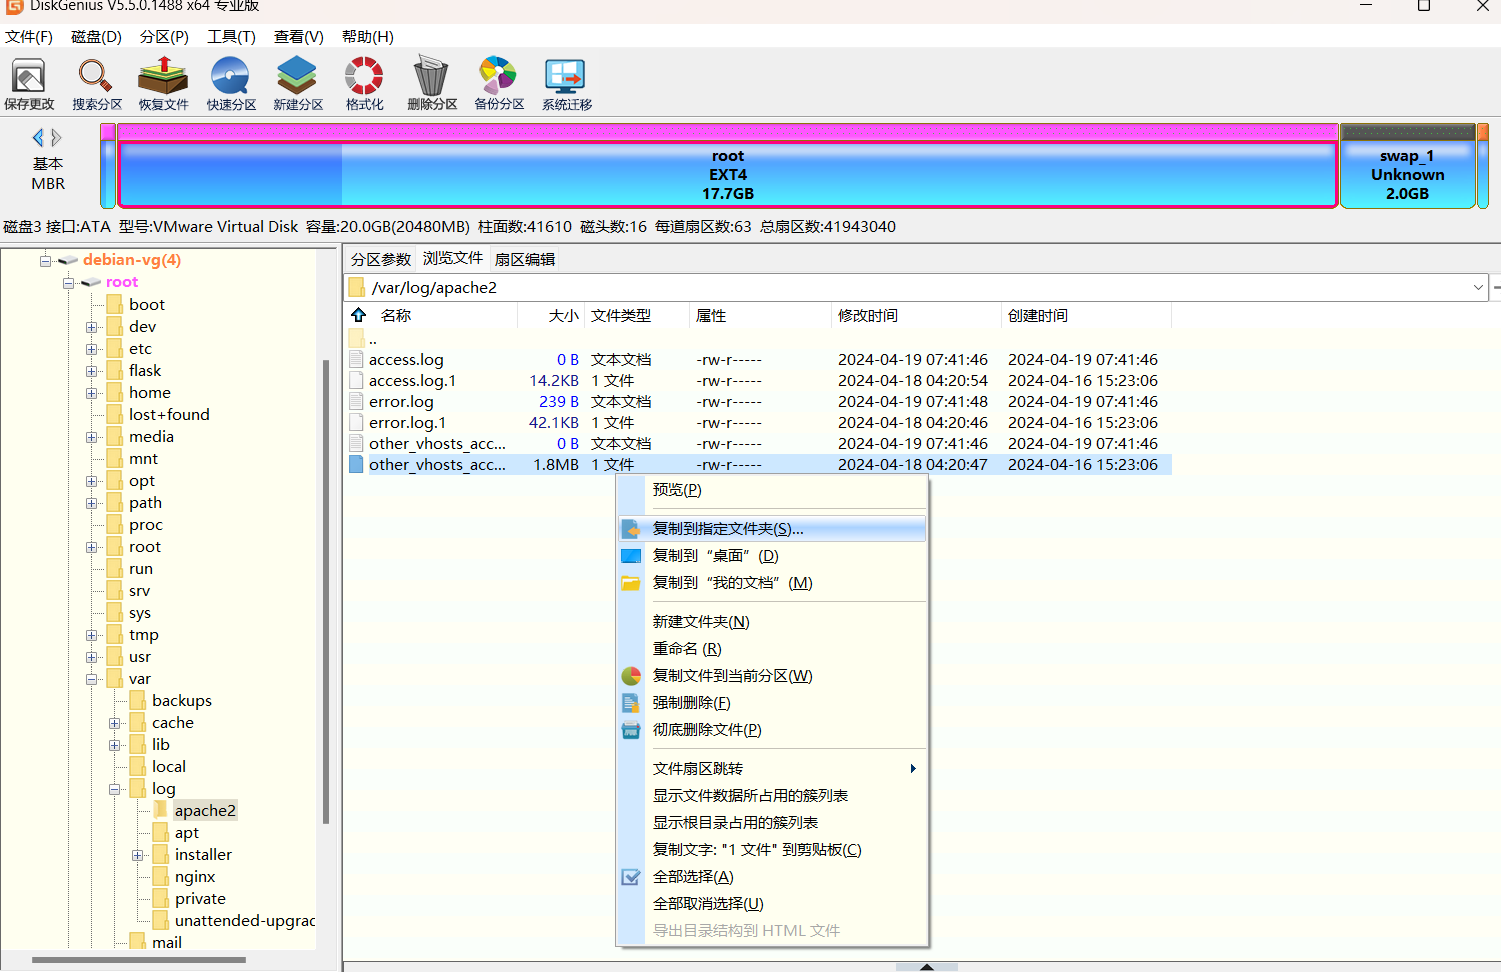 DiskGenius V5.5.0.1488 x64 专业版
文件(F) 磁盘(D) 分区(P) 工具(T) 查看(V) 帮助(H)
保存更改 搜索分区 恢复文件 快速分区 新建分区 格式化 删除分区 备份分区 系统迁移
基本
MBR
root
EXT4
17.7GB
swap_1
Unknown
2.0GB
磁盘3 接口:ATA 型号:VMware Virtual Disk 容量:20.0GB(20480MB) 柱面数:41610 磁头数:16 每道扇区数:63 总扇区数:41943040
debian-vg(4)
root
boot
dev
etc
flask
home
lost+found
media
mnt
opt
path
proc
root
run
srv
sys
tmp
usr
var
backups
cache
lib
local
log
apache2
apt
installer
nginx
private
unattended-upgrac
mail
分区参数 浏览文件 扇区编辑
/var/log/apache2
名称 大小 文件类型 属性 修改时间 创建时间
..
access.log 0 B 文本文档 -rw-r----- 2024-04-19 07:41:46 2024-04-19 07:41:46
access.log.1 14.2KB 1 文件 -rw-r----- 2024-04-18 04:20:54 2024-04-16 15:23:06
error.log 239 B 文本文档 -rw-r----- 2024-04-19 07:41:48 2024-04-19 07:41:46
error.log.1 42.1KB 1 文件 -rw-r----- 2024-04-18 04:20:46 2024-04-16 15:23:06
other_vhosts_acc... 0 B 文本文档 -rw-r----- 2024-04-19 07:41:46 2024-04-19 07:41:46
other_vhosts_acc... 1.8MB 1 文件 -rw-r----- 2024-04-18 04:20:47 2024-04-16 15:23:06
预览(P)
复制到指定文件夹(S)...
复制到“桌面”(D)
复制到“我的文档”(M)
新建文件夹(N)
重命名 (R)
复制文件到当前分区(W)
强制删除(F)
彻底删除文件(P)
文件扇区跳转
显示文件数据所占用的簇列表
显示根目录占用的簇列表
复制文字: "1 文件" 到剪贴板(C)
全部选择(A)
全部取消选择(U)
导出目录结构到 HTML 文件